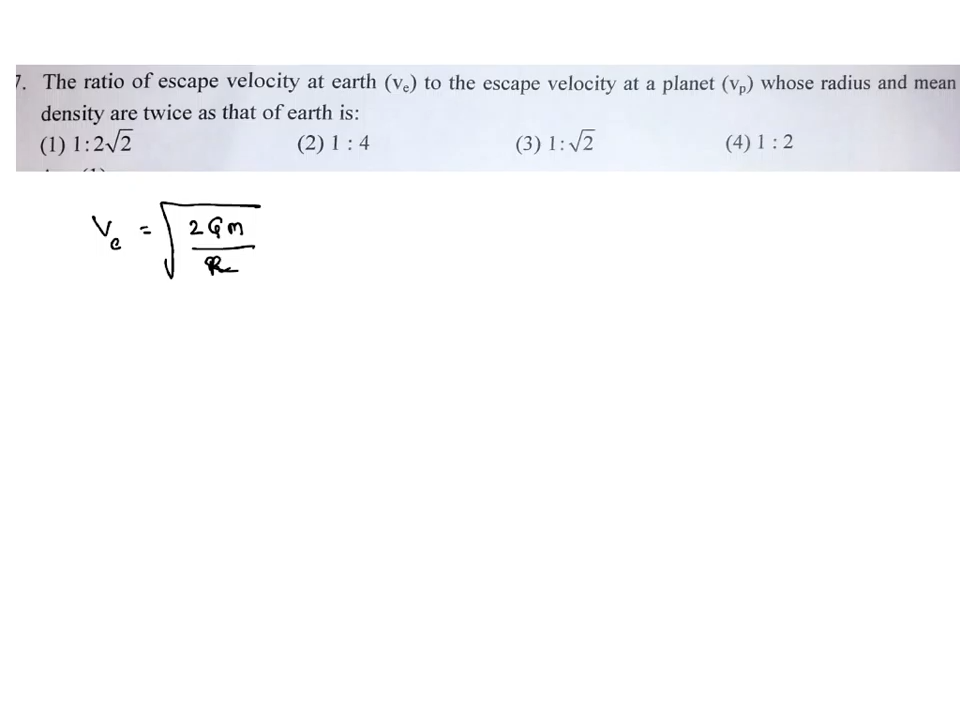 7. The ratio of escape velocity at earth (vₑ) to the escape velocity at a planet (vₚ) whose radius and mean
density are twice as that of earth is:
(1) 1:2√2 (2) 1 : 4 (3) 1:√2 (4) 1 : 2
Vₑ = √(2Gm/R)